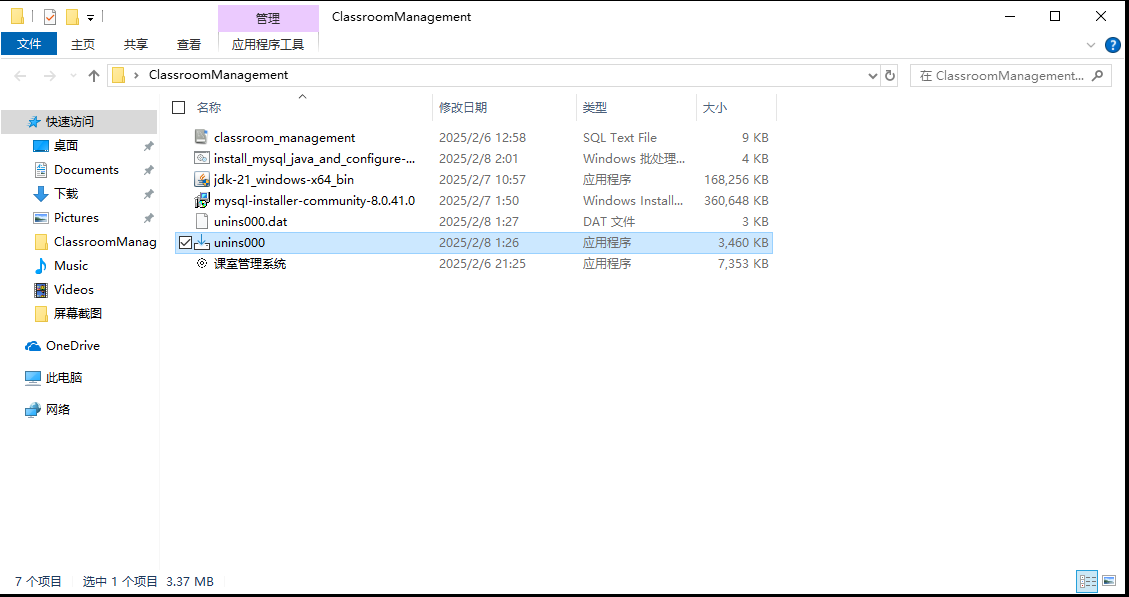 管理
ClassroomManagement
文件
主页
共享
查看
应用程序工具
ClassroomManagement
在 ClassroomManagement...
快速访问
桌面
Documents
下载
Pictures
ClassroomManag
Music
Videos
屏幕截图
OneDrive
此电脑
网络
名称 修改日期 类型 大小
classroom_management 2025/2/6 12:58 SQL Text File 9 KB
install_mysql_java_and_configure-... 2025/2/8 2:01 Windows 批处理... 4 KB
jdk-21_windows-x64_bin 2025/2/7 10:57 应用程序 168,256 KB
mysql-installer-community-8.0.41.0 2025/2/7 1:50 Windows Install... 360,648 KB
unins000.dat 2025/2/8 1:27 DAT 文件 3 KB
unins000 2025/2/8 1:26 应用程序 3,460 KB
课室管理系统 2025/2/6 21:25 应用程序 7,353 KB
7 个项目 选中 1 个项目 3.37 MB